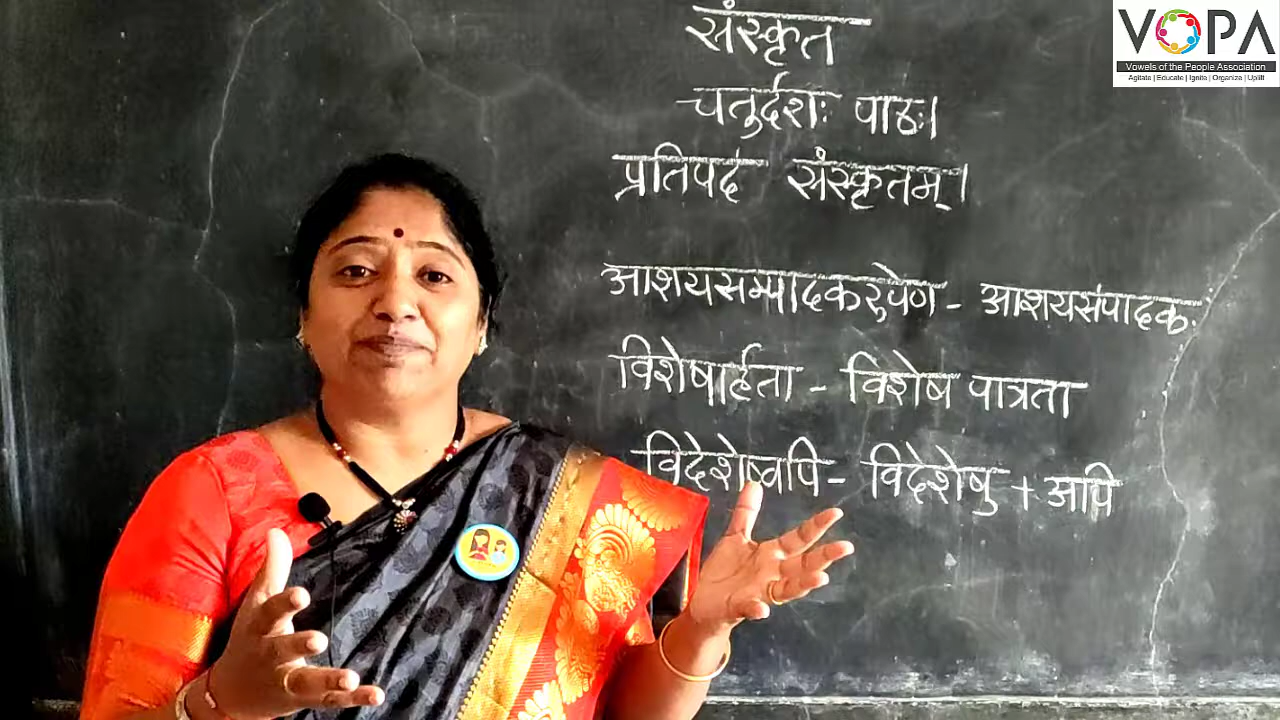 संस्कृत
चतुर्दशः पाठः।
प्रतिपदं संस्कृतम्।
आशयसम्पादकरुपेण - आशयसंपादकः
विशेषार्हता - विशेष पात्रता
विदेशेष्वपि - विदेशेषु + अपि
VOPA
Vowels of the People Association
Agitate | Educate | Ignite | Organize | Uplift